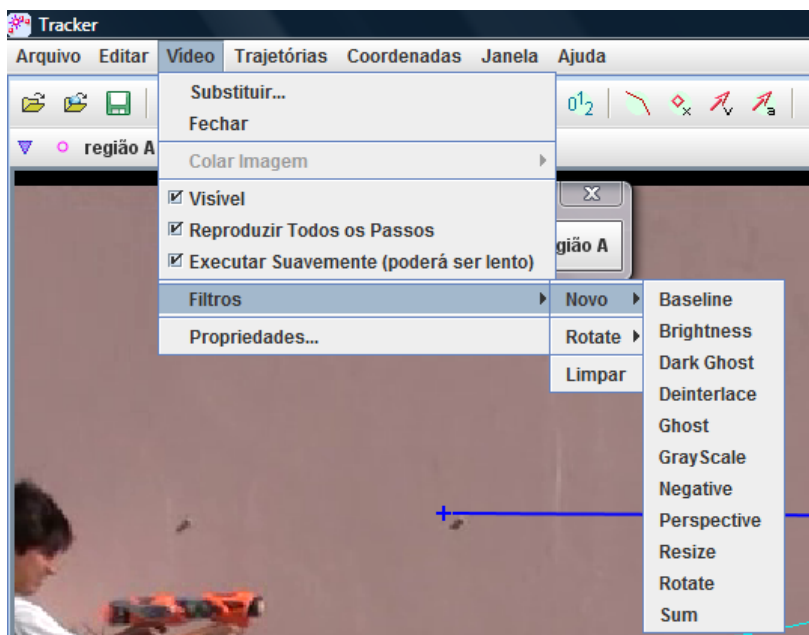 Tracker
Arquivo Editar Vídeo Trajetórias Coordenadas Janela Ajuda
Substituir...
Fechar
região A
Colar Imagem
Visível
Reproduzir Todos os Passos
gião A
Executar Suavemente (poderá ser lento)
Filtros
Novo
Baseline
Propriedades...
Rotate
Brightness
Limpar
Dark Ghost
Deinterlace
Ghost
GrayScale
Negative
Perspective
Resize
Rotate
Sum
0¹2
x
v
a